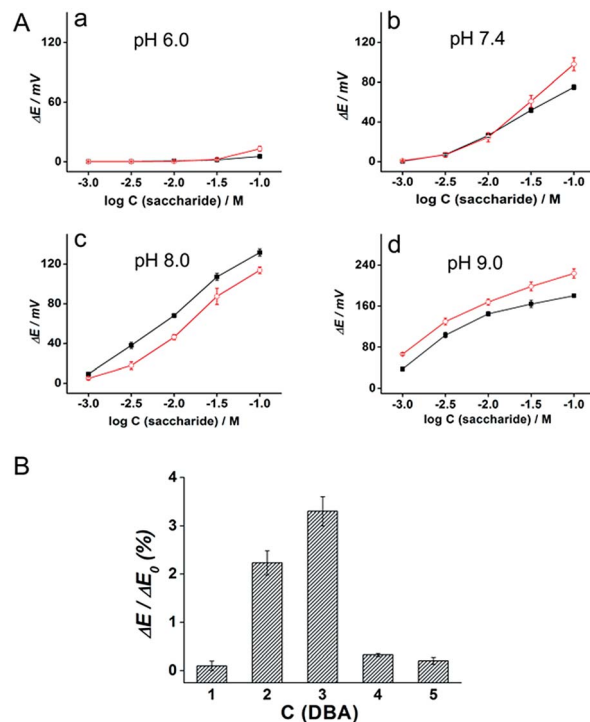 A
a
pH 6.0
120
60
0
ΔE / mV
-3.0 -2.5 -2.0 -1.5 -1.0
log C (saccharide) / M
b
pH 7.4
120
80
40
0
ΔE / mV
-3.0 -2.5 -2.0 -1.5 -1.0
log C (saccharide) / M
c
pH 8.0
120
80
40
0
ΔE / mV
-3.0 -2.5 -2.0 -1.5 -1.0
log C (saccharide) / M
d
pH 9.0
240
160
80
0
ΔE / mV
-3.0 -2.5 -2.0 -1.5 -1.0
log C (saccharide) / M
B
4
3
2
1
0
ΔE / ΔE₀ (%)
1 2 3 4 5
C (DBA)